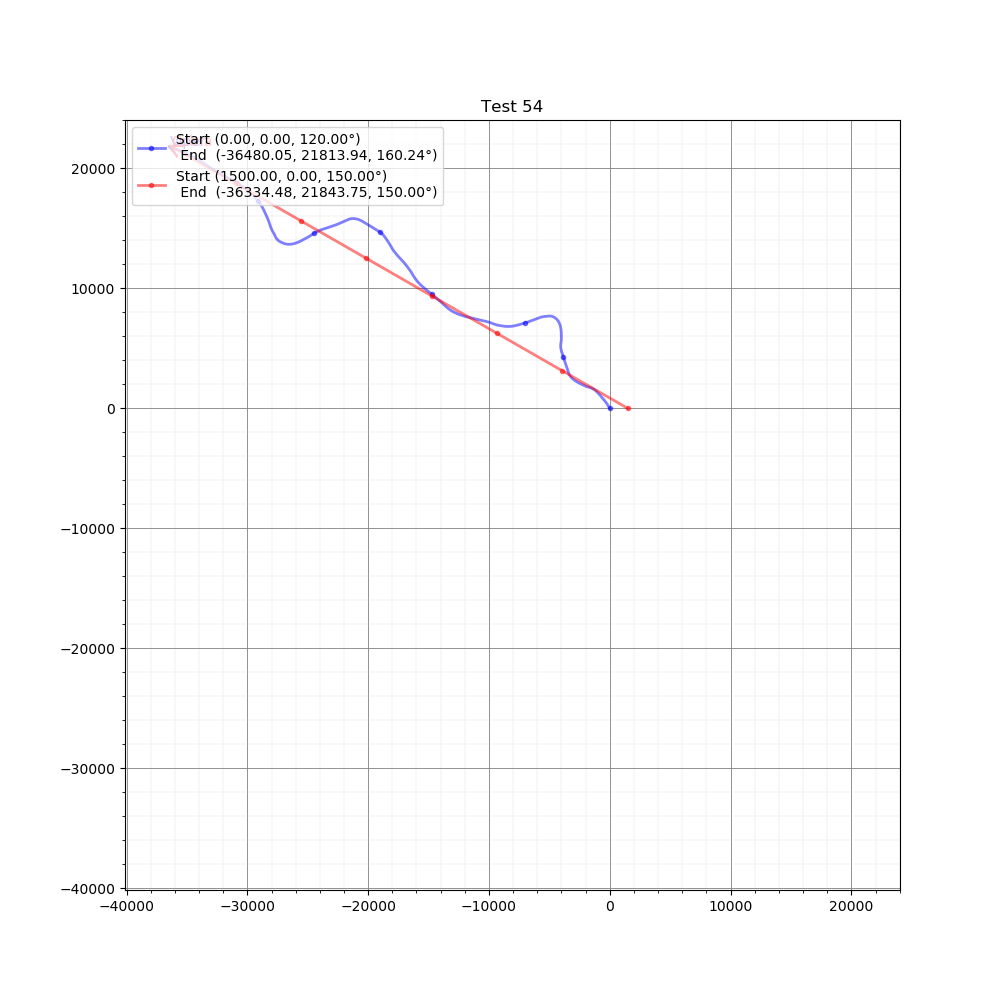 Test 54
Start (0.00, 0.00, 120.00°)
End  (-36480.05, 21813.94, 160.24°)
Start (1500.00, 0.00, 150.00°)
End  (-36334.48, 21843.75, 150.00°)
20000
10000
0
−10000
−20000
−30000
−40000
−40000 −30000 −20000 −10000 0 10000 20000